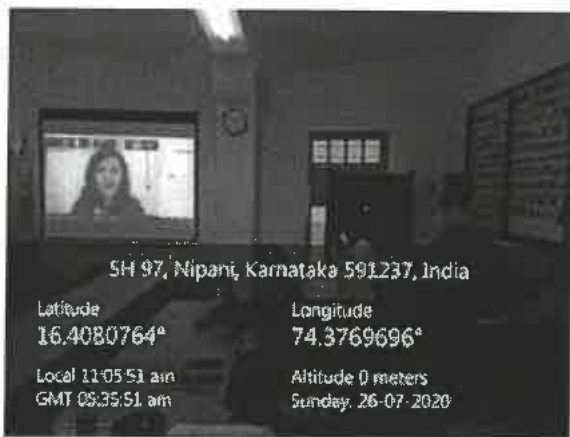 SH 97, Nipani, Karnataka 591237, India
Latitude
16.4080764°
Longitude
74.3769696°
Local 11:05:51 am
GMT 05:35:51 am
Altitude 0 meters
Sunday, 26-07-2020